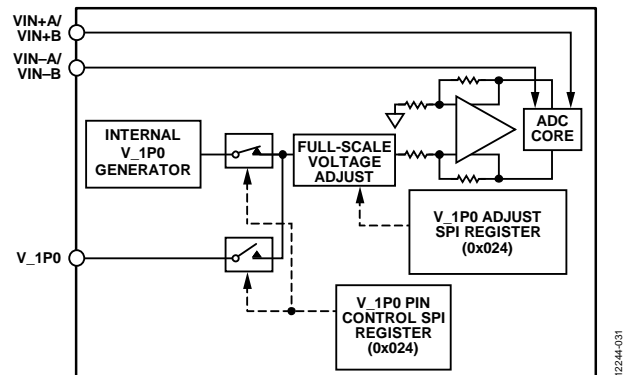 VIN+A/
VIN+B
VIN–A/
VIN–B
INTERNAL
V_1P0
GENERATOR
FULL-SCALE
VOLTAGE
ADJUST
ADC
CORE
V_1P0 ADJUST
SPI REGISTER
(0x024)
V_1P0
V_1P0 PIN
CONTROL SPI
REGISTER
(0x024)
12244-031